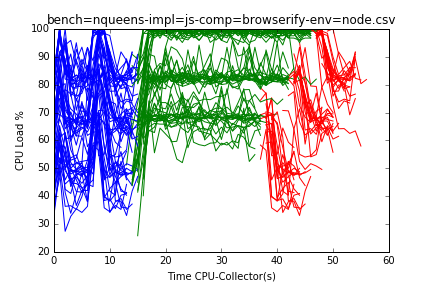 bench=nqueens-impl=js-comp=browserify-env=node.csv
100
90
80
70
60
50
40
30
20
CPU Load %
0 10 20 30 40 50 60
Time CPU-Collector(s)